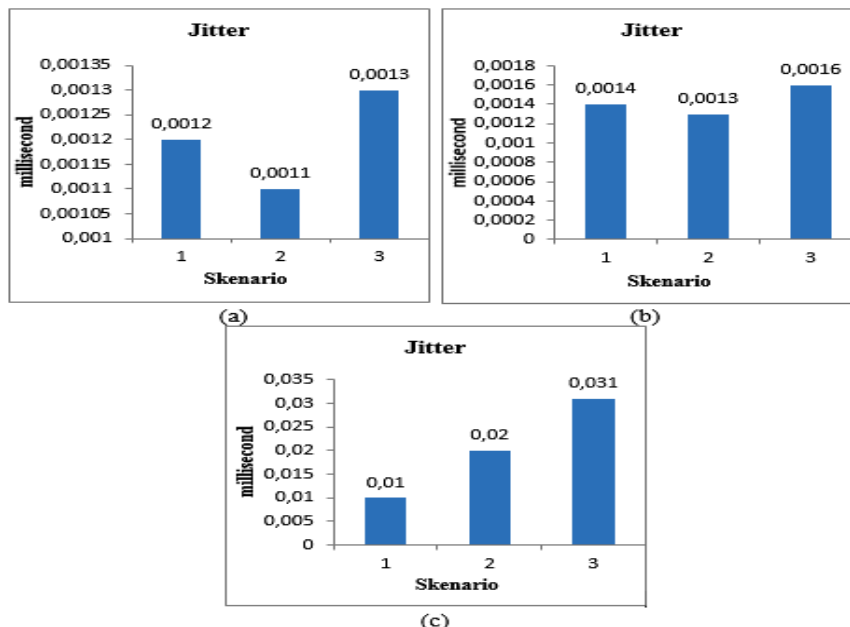 Jitter
0,00135
0,0013
0,00125
0,0012
0,00115
0,0011
0,00105
0,001
millisecond
0,0012
0,0011
0,0013
1 2 3
Skenario
(a)
Jitter
0,0018
0,0016
0,0014
0,0012
0,001
0,0008
0,0006
0,0004
0,0002
0
millisecond
0,0014
0,0013
0,0016
1 2 3
Skenario
(b)
Jitter
0,035
0,03
0,025
0,02
0,015
0,01
0,005
0
millisecond
0,01
0,02
0,031
1 2 3
Skenario
(c)